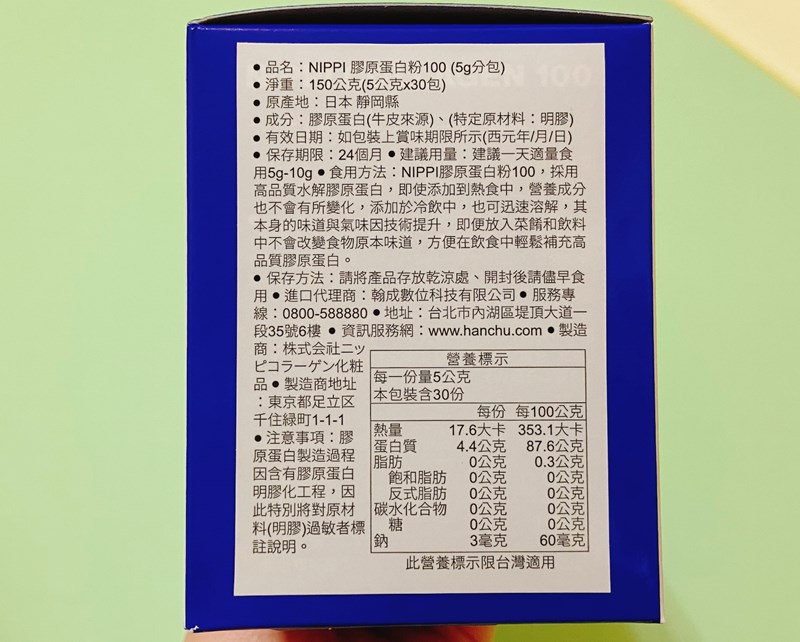 ● 品名：NIPPI 膠原蛋白粉100 (5g分包)
● 淨重：150公克(5公克x30包)
● 原產地：日本 靜岡縣
● 成分：膠原蛋白(牛皮來源)、(特定原材料：明膠)
● 有效日期：如包裝上賞味期限所示(西元年/月/日)
● 保存期限：24個月 ● 建議用量：建議一天適量食
用5g-10g ● 食用方法：NIPPI膠原蛋白粉100，採用
高品質水解膠原蛋白，即使添加到熱食中，營養成分
也不會有所變化，添加於冷飲中，也可迅速溶解，其
本身的味道與氣味因技術提升，即便放入菜餚和飲料
中不會改變食物原本味道，方便在飲食中輕鬆補充高
品質膠原蛋白。
● 保存方法：請將產品存放乾涼處、開封後請儘早食
用 ● 進口代理商：翰成數位科技有限公司 ● 服務專
線：0800-588880 ● 地址：台北市內湖區堤頂大道一
段35號6樓 ● 資訊服務網：www.hanchu.com ● 製造
商：株式会社ニッ
ピコラーゲン化粧
品 ● 製造商地址
：東京都足立区
千住緑町1-1-1
● 注意事項：膠
原蛋白製造過程
因含有膠原蛋白
明膠化工程，因
此特別將對原材
料(明膠)過敏者標
註說明。
營養標示
每一份量5公克
本包裝含30份
每份 每100公克
熱量 17.6大卡 353.1大卡
蛋白質 4.4公克 87.6公克
脂肪 0公克 0.3公克
飽和脂肪 0公克 0公克
反式脂肪 0公克 0公克
碳水化合物 0公克 0公克
糖 0公克 0公克
鈉 3毫克 60毫克
此營養標示限台灣適用